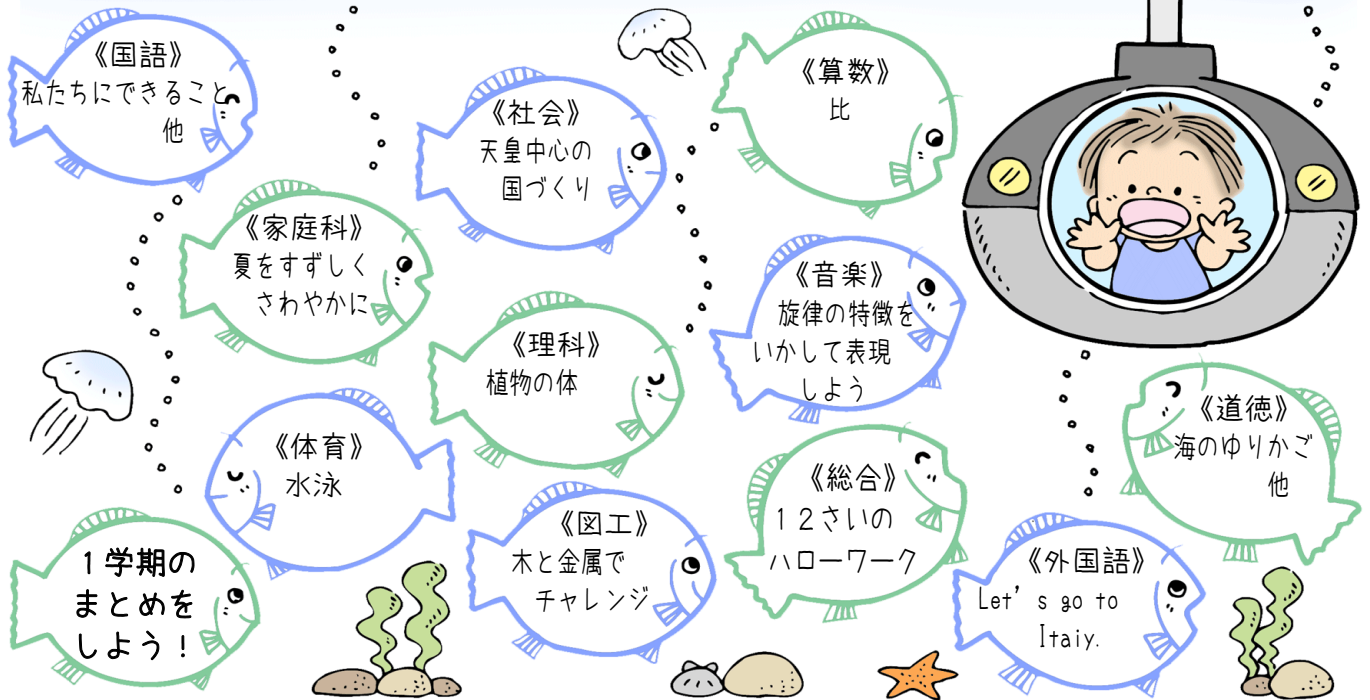 《国語》
私たちにできること
他
《社会》
天皇中心の
国づくり
《算数》
比
《家庭科》
夏をすずしく
さわやかに
《理科》
植物の体
《音楽》
旋律の特徴を
いかして表現
しよう
《体育》
水泳
《図工》
木と金属で
チャレンジ
《総合》
12さいの
ハローワーク
《道徳》
海のゆりかご
他
《外国語》
Let's go to
Itaiy.
1学期の
まとめを
しよう!